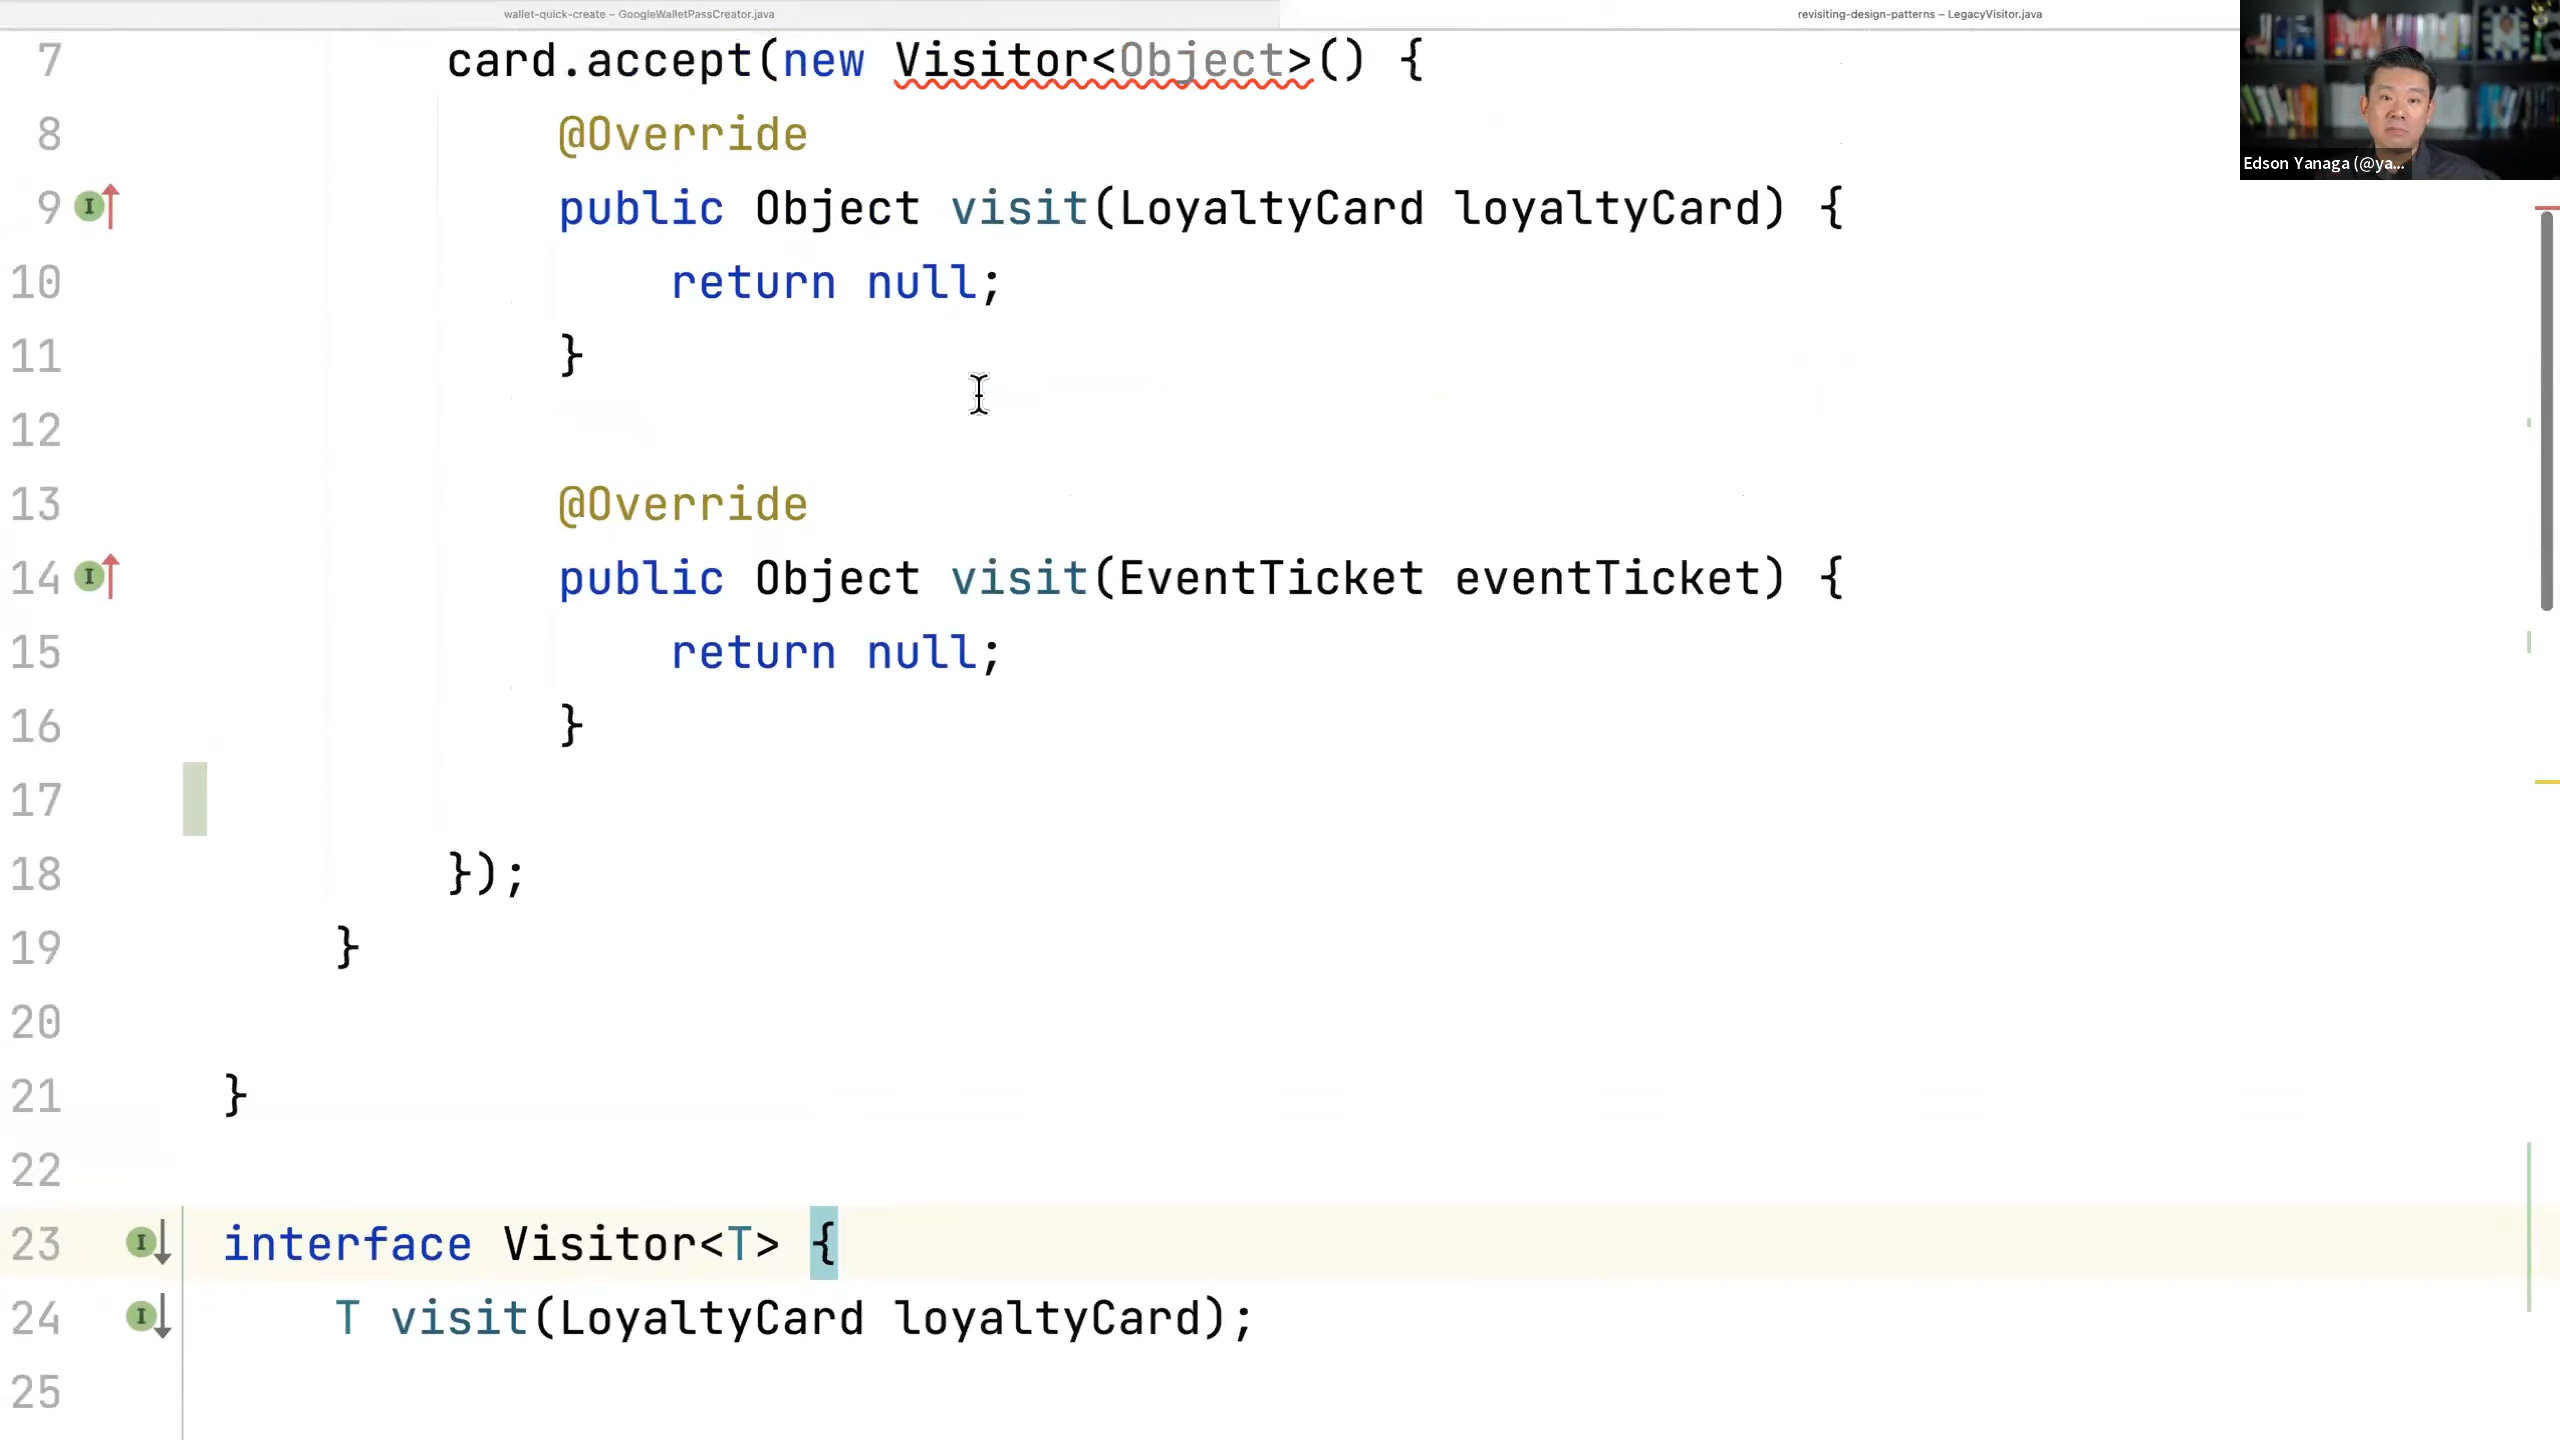 wallet-quick-create – GoogleWalletPassCreator.java
revisiting-design-patterns – LegacyVisitor.java
7 card.accept(new Visitor<Object>() {
8 @Override
9 public Object visit(LoyaltyCard loyaltyCard) {
10 return null;
11 }
12
13 @Override
14 public Object visit(EventTicket eventTicket) {
15 return null;
16 }
17
18 });
19 }
20
21 }
22
23 interface Visitor<T> {
24 T visit(LoyaltyCard loyaltyCard);
25
Edson Yanaga (@ya...